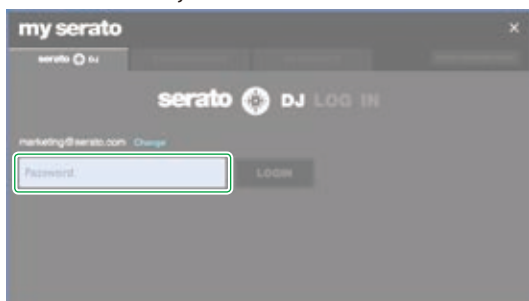 my serato ×
serato DJ
serato DJ LOG IN
marketing@serato.com Change
Password
LOGIN